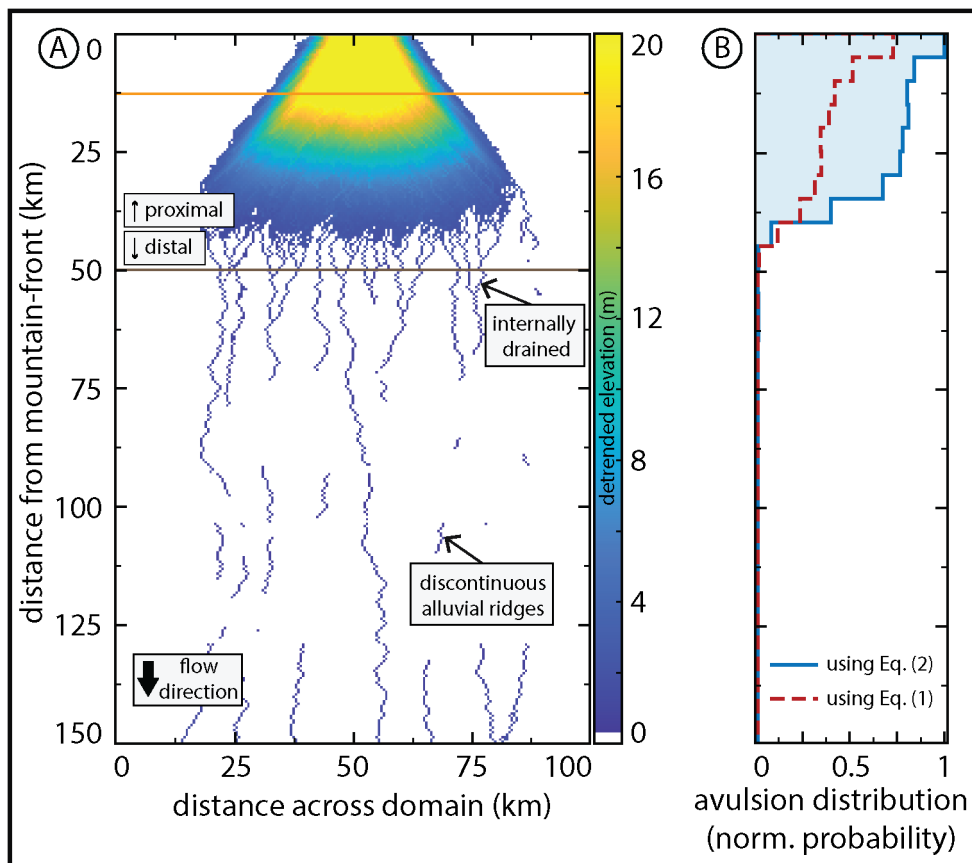 A
B
distance from mountain-front (km)
0
25
50
75
100
125
150
↑ proximal
↓ distal
internally
drained
discontinuous
alluvial ridges
flow
direction
0
25
50
75
100
distance across domain (km)
20
16
12
8
4
0
detrended elevation (m)
using Eq. (2)
using Eq. (1)
0
0.5
1
avulsion distribution
(norm. probability)